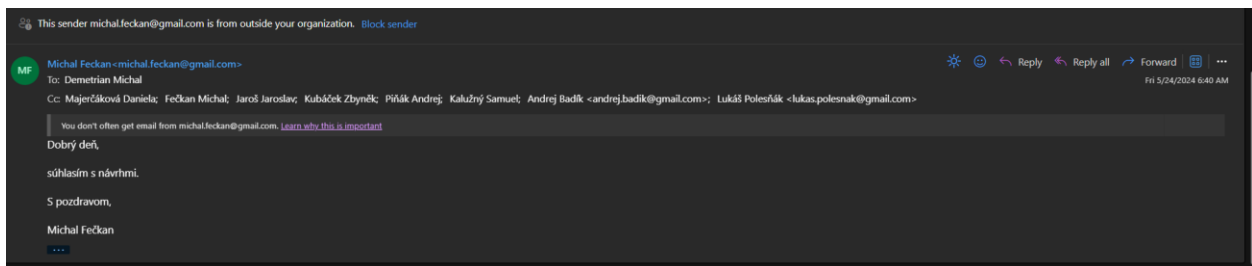 This sender michal.feckan@gmail.com is from outside your organization. Block sender
MF
Michal Feckan<michal.feckan@gmail.com>
Reply Reply all Forward
To: Demetrian Michal
Fri 5/24/2024 6:40 AM
Cc: Majerčáková Daniela; Fečkan Michal; Jaroš Jaroslav; Kubáček Zbyněk; Piňák Andrej; Kalužný Samuel; Andrej Badík <andrej.badik@gmail.com>; Lukáš Polesňák <lukas.polesnak@gmail.com>
You don't often get email from michal.feckan@gmail.com. Learn why this is important
Dobrý deň,
súhlasím s návrhmi.
S pozdravom,
Michal Fečkan